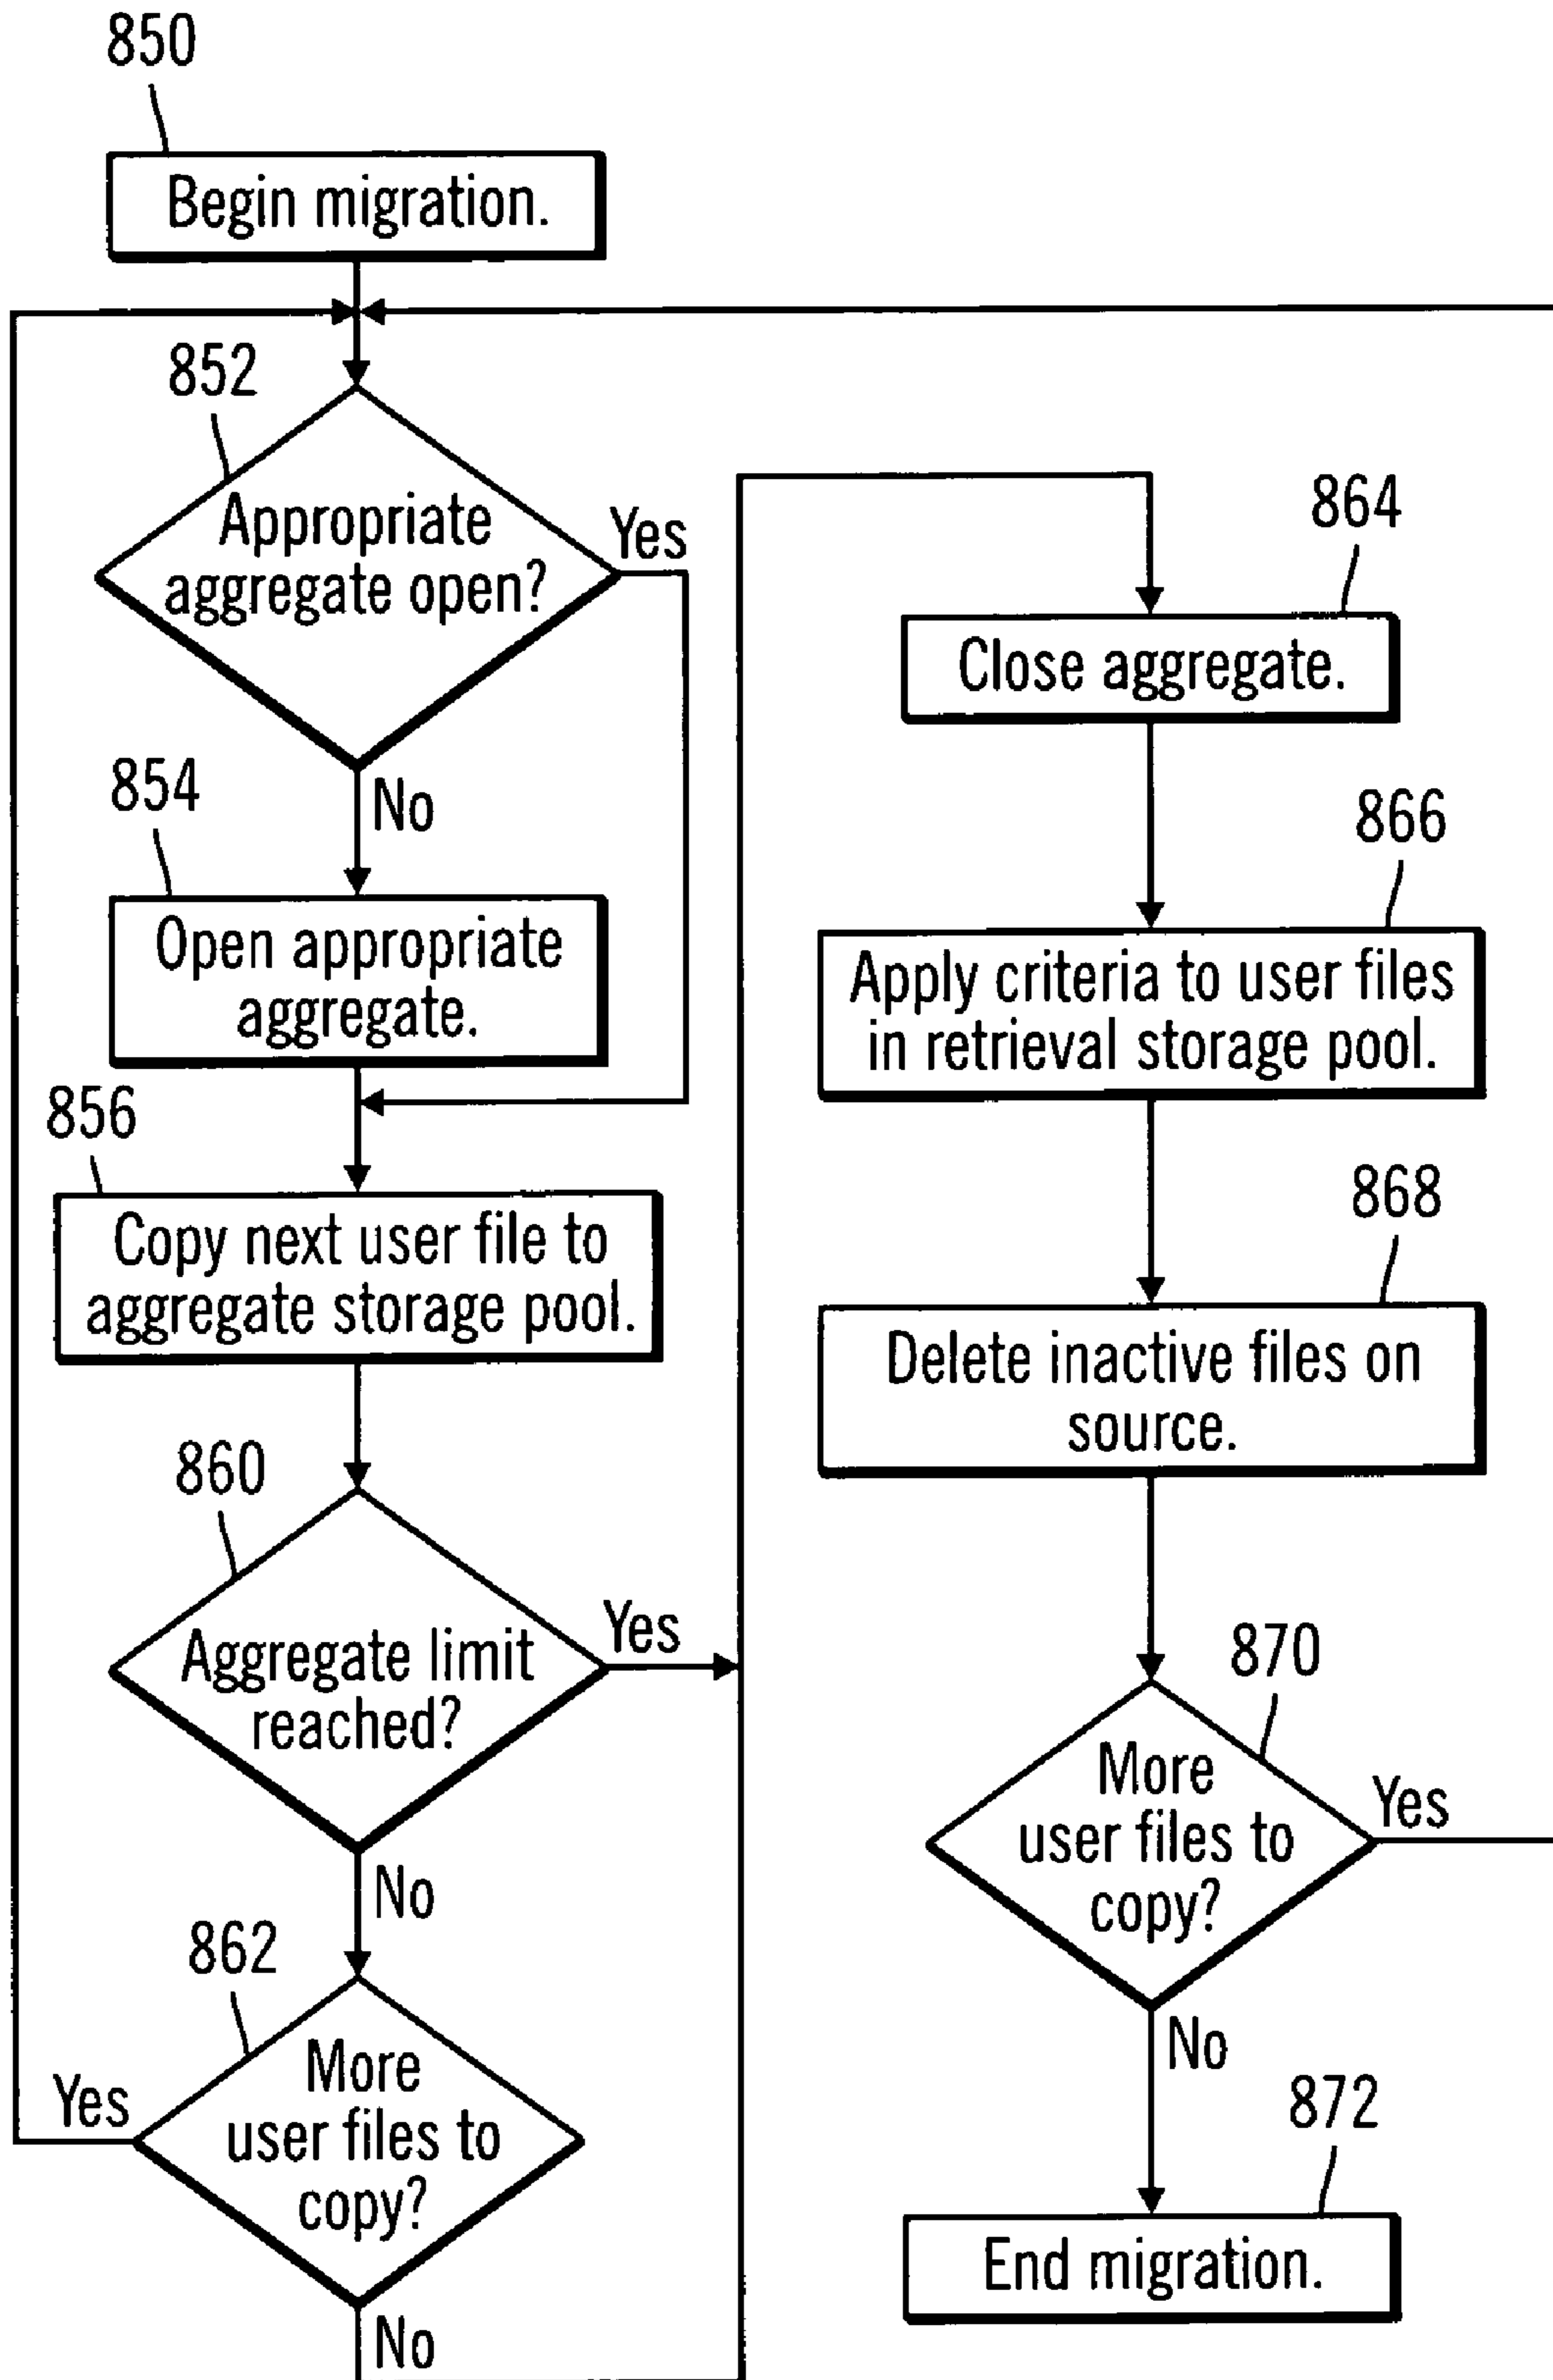 850
Begin migration.
852
Appropriate
aggregate open?
Yes
No
854
Open appropriate
aggregate.
856
Copy next user file to
aggregate storage pool.
860
Aggregate limit
reached?
Yes
No
862
More
user files to
copy?
Yes
No
864
Close aggregate.
866
Apply criteria to user files
in retrieval storage pool.
868
Delete inactive files on
source.
870
More
user files to
copy?
Yes
No
872
End migration.